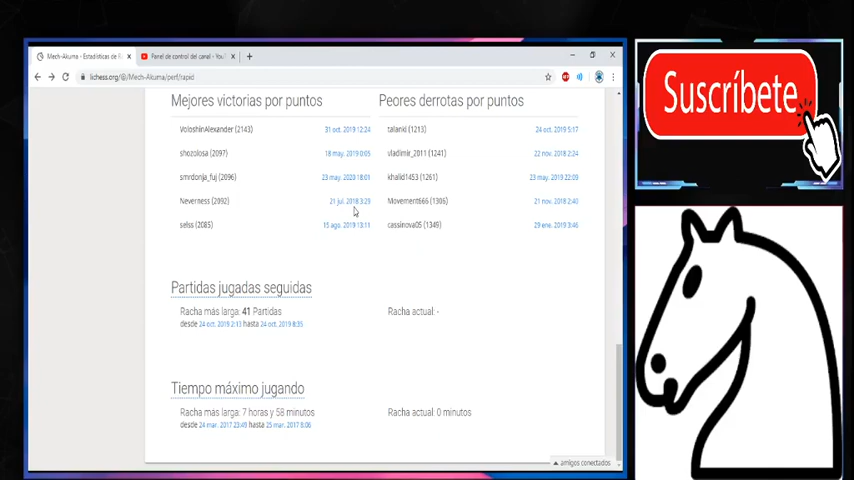 Mech-Akuma - Estadísticas de R
Panel de control del canal - You
lichess.org/@/Mech-Akuma/perf/rapid
Mejores victorias por puntos
Peores derrotas por puntos
VoloshinAlexander (2143) 31 oct. 2019 12:24
talanki (1213) 24 oct. 2019 5:17
shozolosa (2097) 18 may. 2019 0:05
vladimir_2011 (1241) 22 nov. 2018 2:24
smrdonja_fuj (2096) 23 may. 2020 18:01
khalid1453 (1261) 23 may. 2019 22:09
Neverness (2092) 21 jul. 2018 3:29
Movement666 (1306) 21 nov. 2018 2:40
selss (2085) 15 ago. 2019 13:11
cassinova05 (1349) 29 ene. 2019 3:46
Partidas jugadas seguidas
Racha más larga: 41 Partidas
Racha actual: -
desde 24 oct. 2019 2:13 hasta 24 oct. 2019 8:35
Tiempo máximo jugando
Racha más larga: 7 horas y 58 minutos
Racha actual: 0 minutos
desde 24 mar. 2017 23:49 hasta 25 mar. 2017 8:06
amigos conectados
Suscríbete